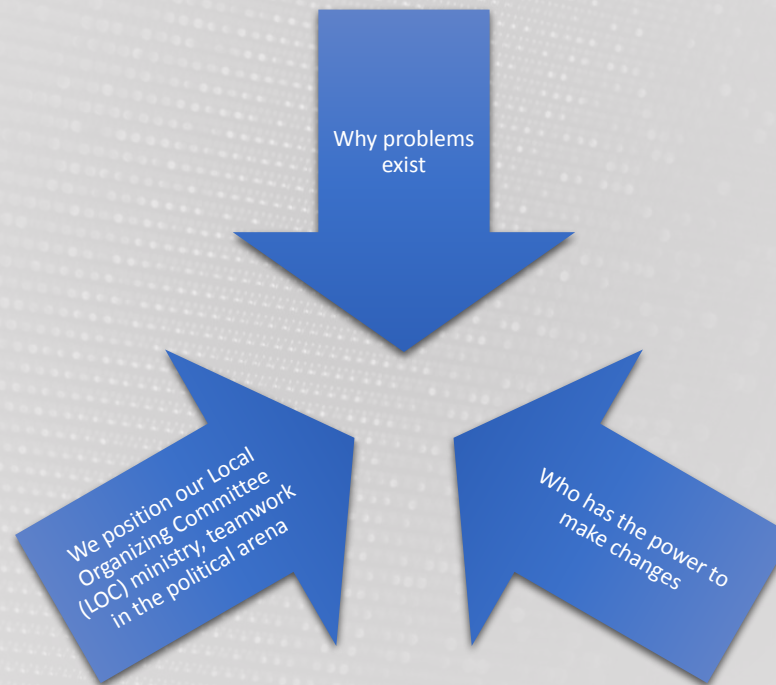 Why problems
exist
We position our Local
Organizing Committee
(LOC) ministry, teamwork
in the political arena
Who has the power to
make changes